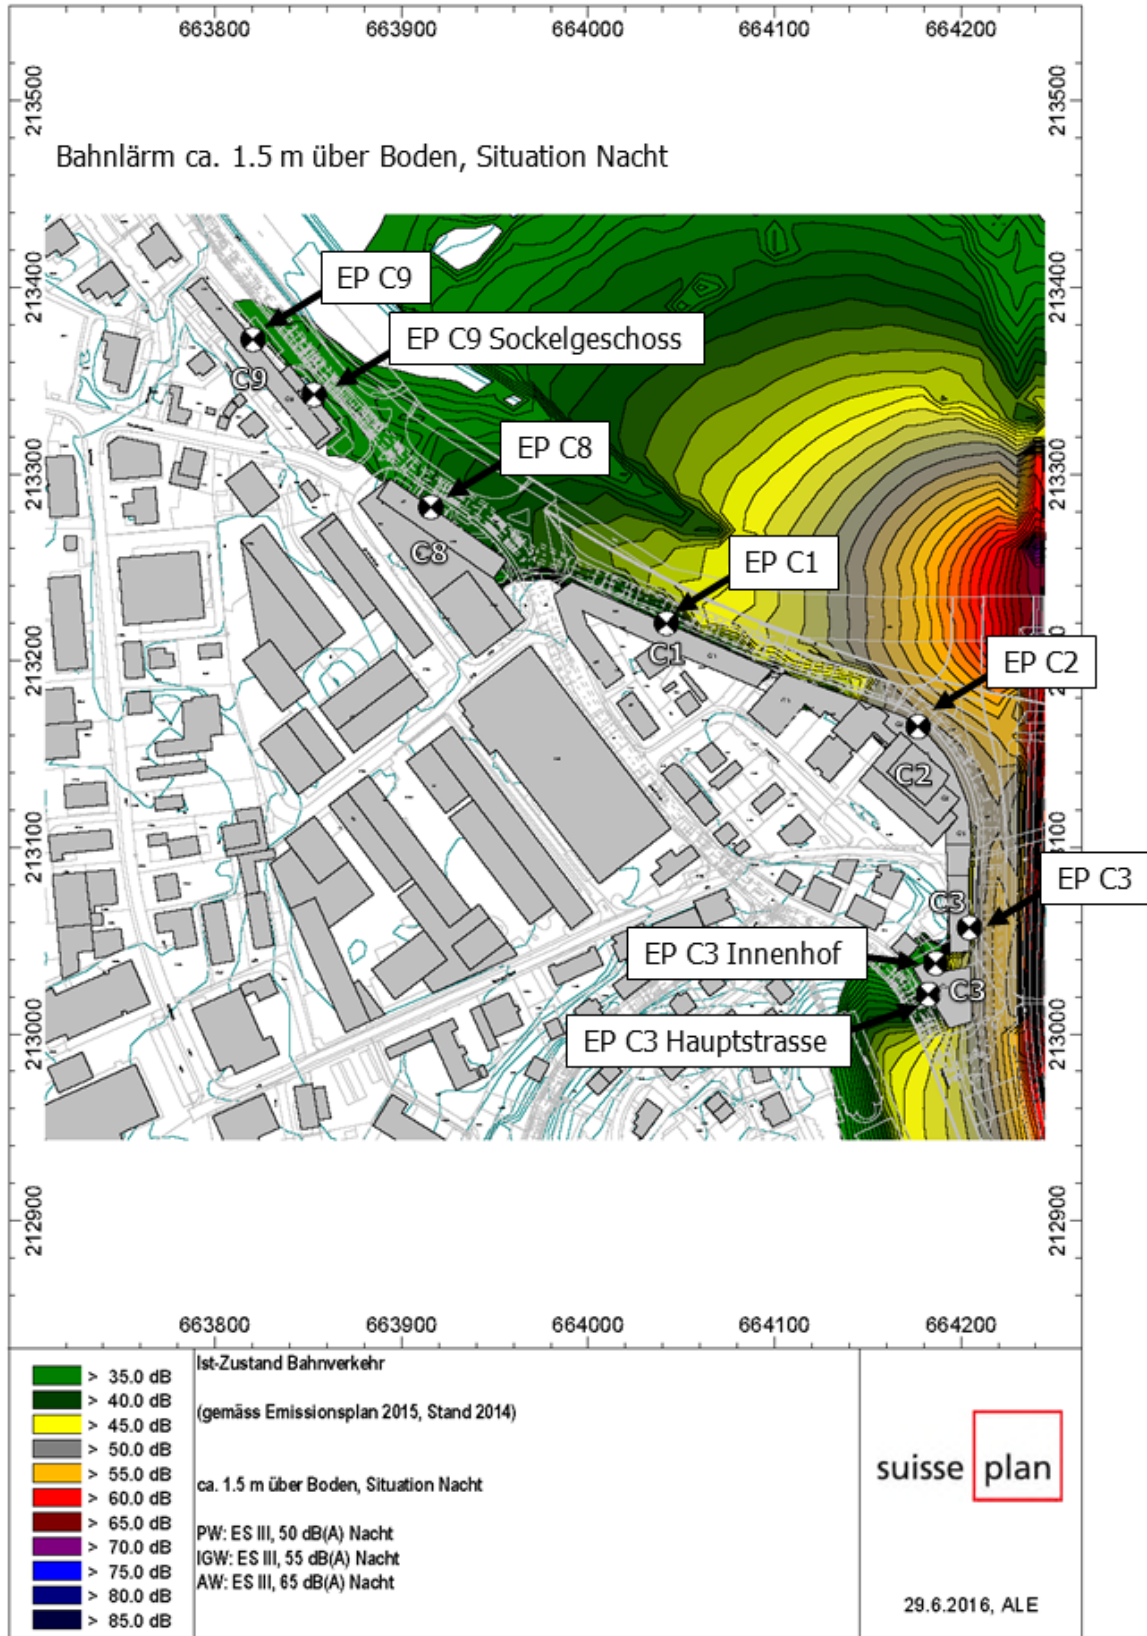 663800 663900 664000 664100 664200
213500 213500
Bahnlärm ca. 1.5 m über Boden, Situation Nacht
213400 213400
EP C9
EP C9 Sockelgeschoss
C9
213300 213300
EP C8
C8
EP C1
213200
C1
EP C2
C2
213100
EP C3
C3
EP C3 Innenhof
C3
213000 213000
EP C3 Hauptstrasse
212900 212900
663800 663900 664000 664100 664200
> 35.0 dB
> 40.0 dB
> 45.0 dB
> 50.0 dB
> 55.0 dB
> 60.0 dB
> 65.0 dB
> 70.0 dB
> 75.0 dB
> 80.0 dB
> 85.0 dB
Ist-Zustand Bahnverkehr
(gemäss Emissionsplan 2015, Stand 2014)
ca. 1.5 m über Boden, Situation Nacht
PW: ES III, 50 dB(A) Nacht
IGW: ES III, 55 dB(A) Nacht
AW: ES III, 65 dB(A) Nacht
suisse plan
29.6.2016, ALE